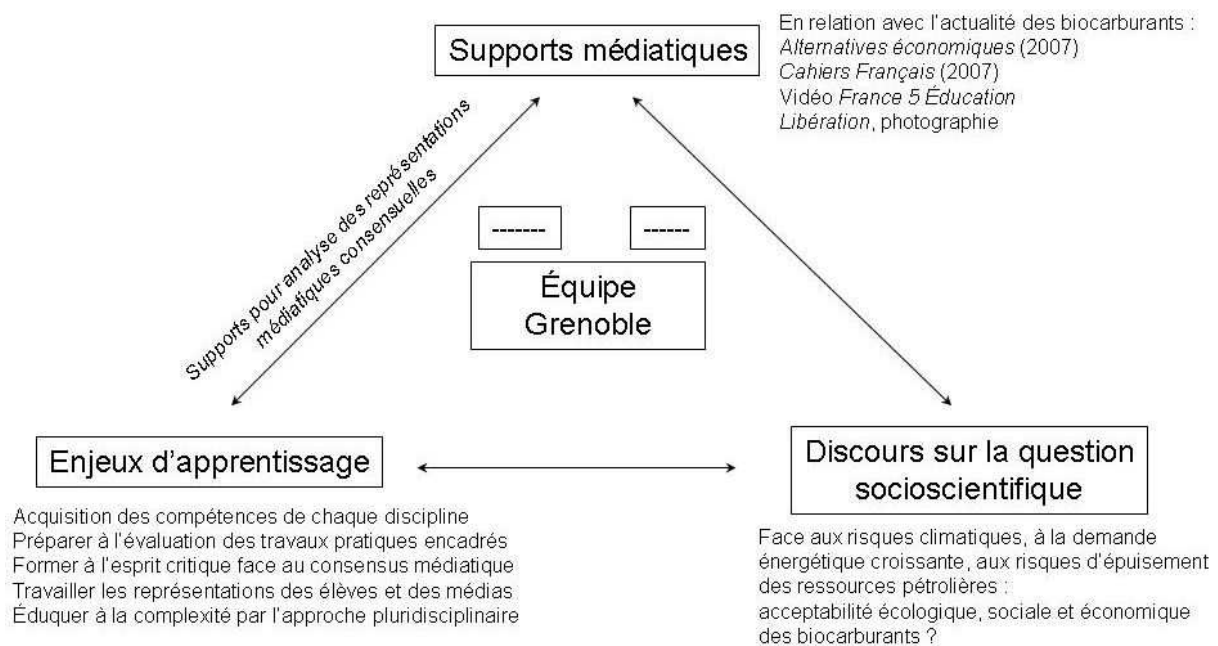 Supports médiatiques
En relation avec l'actualité des biocarburants :
Alternatives économiques (2007)
Cahiers Français (2007)
Vidéo France 5 Éducation
Libération, photographie
Supports pour analyse des représentations
médiatiques consensuelles
------- ------
Équipe
Grenoble
Enjeux d'apprentissage
Acquisition des compétences de chaque discipline
Préparer à l'évaluation des travaux pratiques encadrés
Former à l'esprit critique face au consensus médiatique
Travailler les représentations des élèves et des médias
Éduquer à la complexité par l'approche pluridisciplinaire
Discours sur la question
socioscientifique
Face aux risques climatiques, à la demande
énergétique croissante, aux risques d'épuisement
des ressources pétrolières :
acceptabilité écologique, sociale et économique
des biocarburants ?